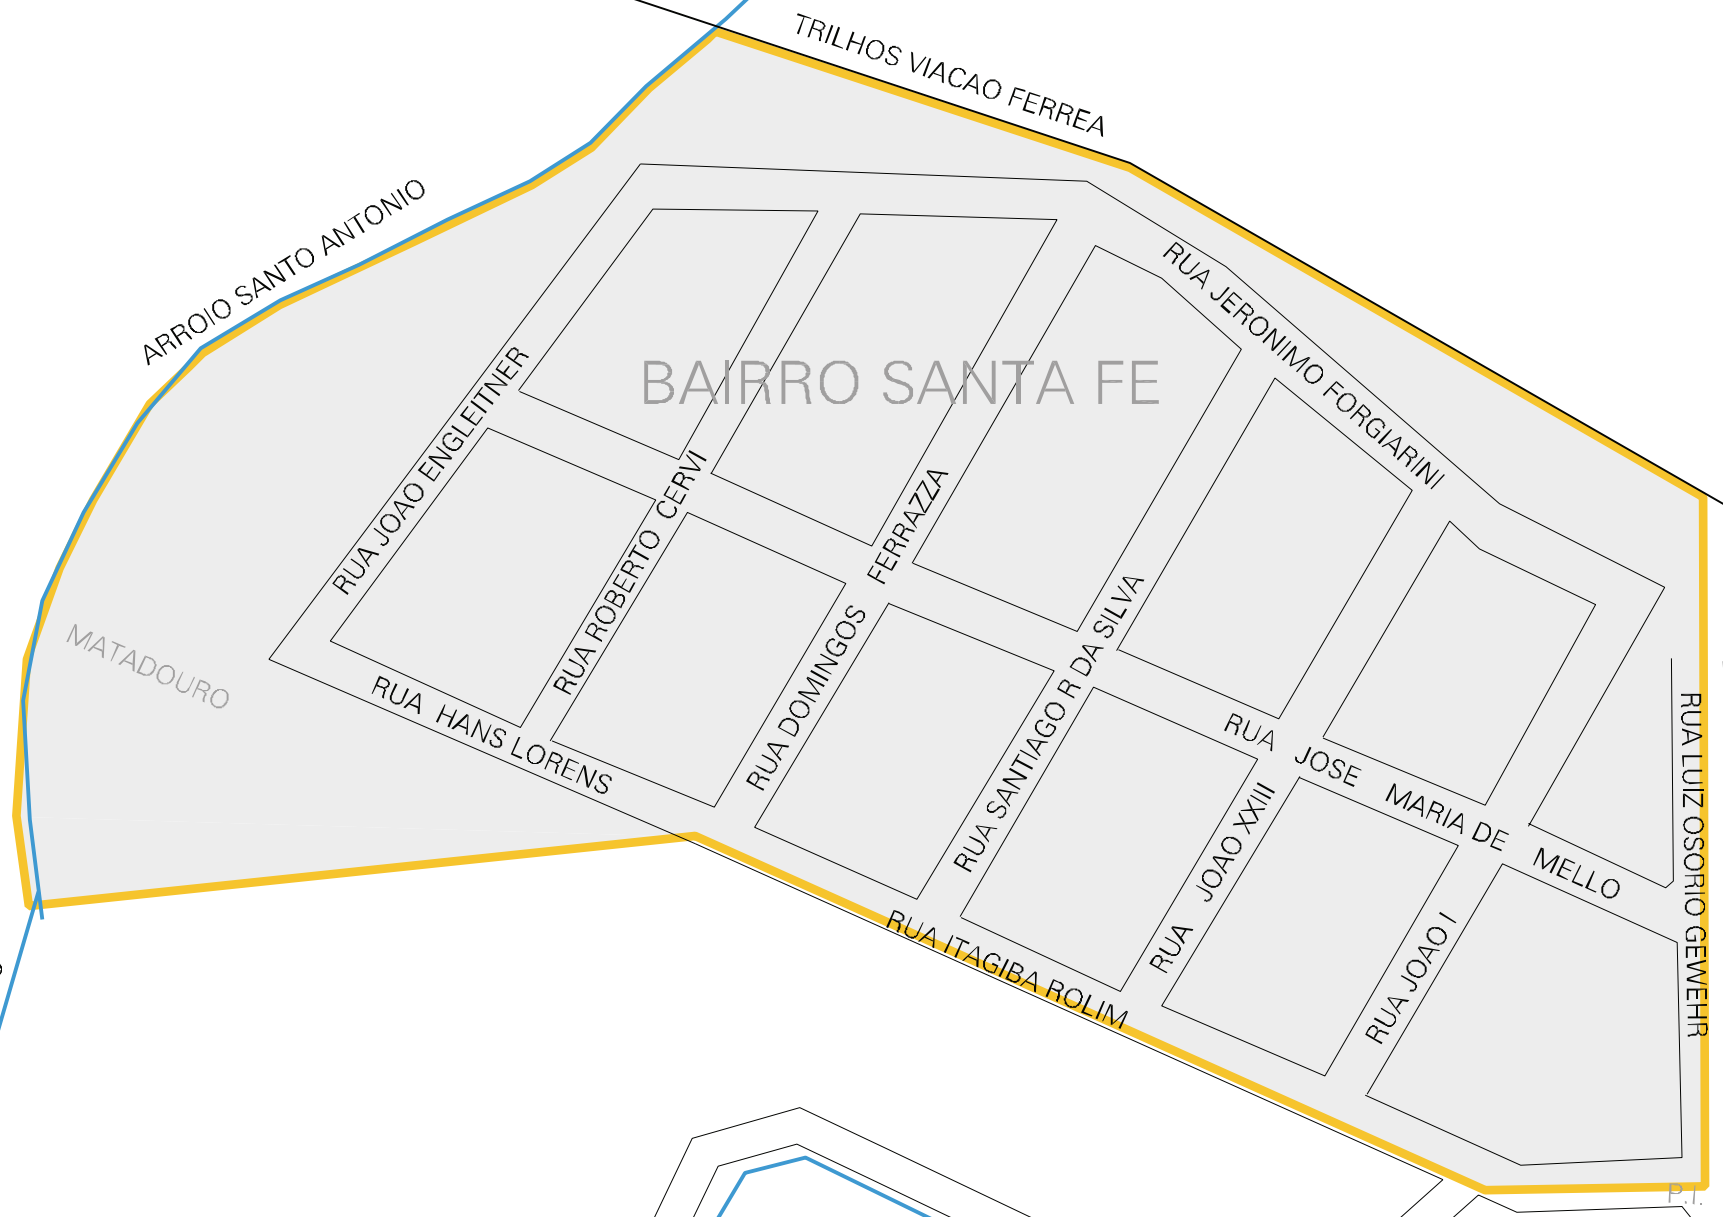 TRILHOS VIACAO FERREA
ARROIO SANTO ANTONIO
RUA JERONIMO FORGIARINI
BAIRRO SANTA FE
RUA JOAO ENGLEITNER
RUA ROBERTO CERVI
RUA DOMINGOS FERRAZZA
RUA SANTIAGO R DA SILVA
MATADOURO
RUA HANS LORENS
RUA JOSE MARIA DE MELLO
RUA LUIZ OSORIO GEWEHR
RUA JOAO XXIII
RUA JOAO I
RUA ITAGIBA ROLIM
P.I.